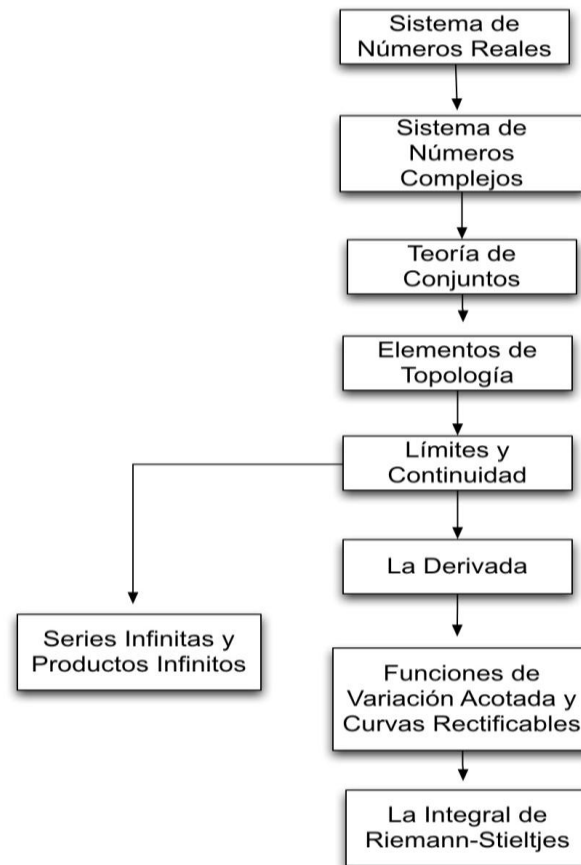 Sistema de
Números Reales
Sistema de
Números
Complejos
Teoría de
Conjuntos
Elementos de
Topología
Límites y
Continuidad
La Derivada
Series Infinitas y
Productos Infinitos
Funciones de
Variación Acotada y
Curvas Rectificables
La Integral de
Riemann-Stieltjes